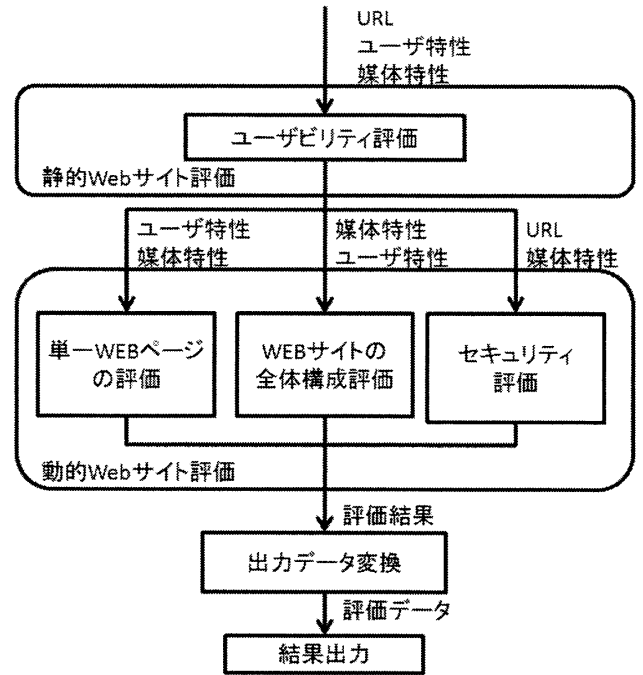 URL
ユーザ特性
媒体特性
ユーザビリティ評価
静的Webサイト評価
ユーザ特性
媒体特性
媒体特性
ユーザ特性
URL
媒体特性
単一WEBページ
の評価
WEBサイトの
全体構成評価
セキュリティ
評価
動的Webサイト評価
評価結果
出力データ変換
評価データ
結果出力